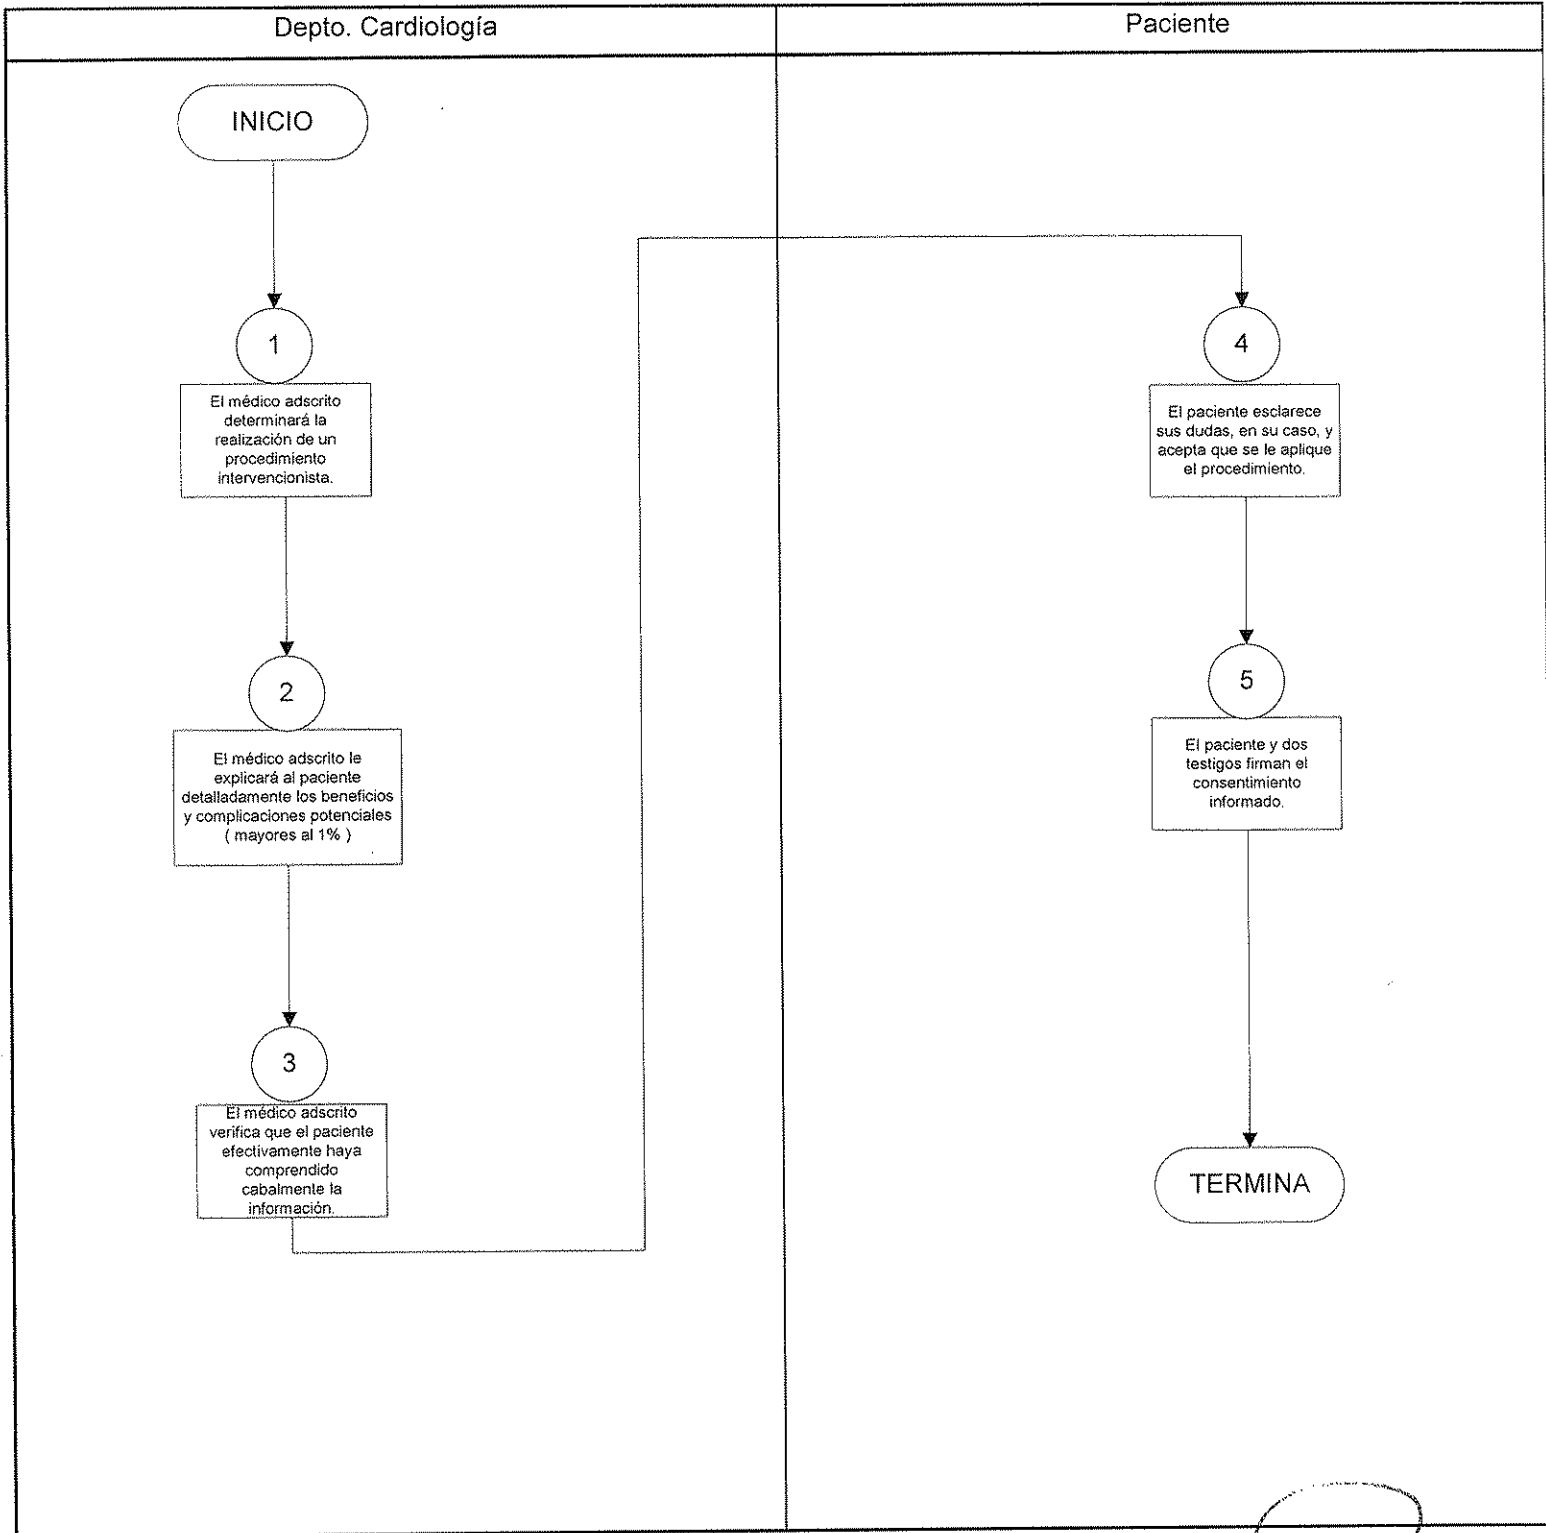 Depto. Cardiología
Paciente
INICIO
1
El médico adscrito
determinará la
realización de un
procedimiento
intervencionista.
2
El médico adscrito le
explicará al paciente
detalladamente los beneficios
y complicaciones potenciales
( mayores al 1% )
3
El médico adscrito
verifica que el paciente
efectivamente haya
comprendido
cabalmente la
información.
4
El paciente esclarece
sus dudas, en su caso, y
acepta que se le aplique
el procedimiento.
5
El paciente y dos
testigos firman el
consentimiento
informado.
TERMINA